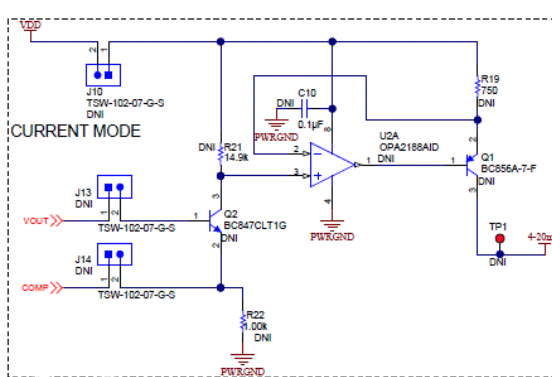 VDD
2
1
J10
TSW-102-07-G-S
DNI
CURRENT MODE
DNI
C10
0.1µF
PWRGND
R19
750
DNI
U2A
OPA2188AID
DNI
8
2
3
1
4
PWRGND
1
2
3
Q1
BC856A-7-F
DNI
DNI
R21
14.9k
J13
DNI
VOUT
1
2
TSW-102-07-G-S
1
3
2
Q2
BC847CLT1G
DNI
TP1
DNI
J14
DNI
COMP
1
2
TSW-102-07-G-S
R22
1.00k
DNI
PWRGND